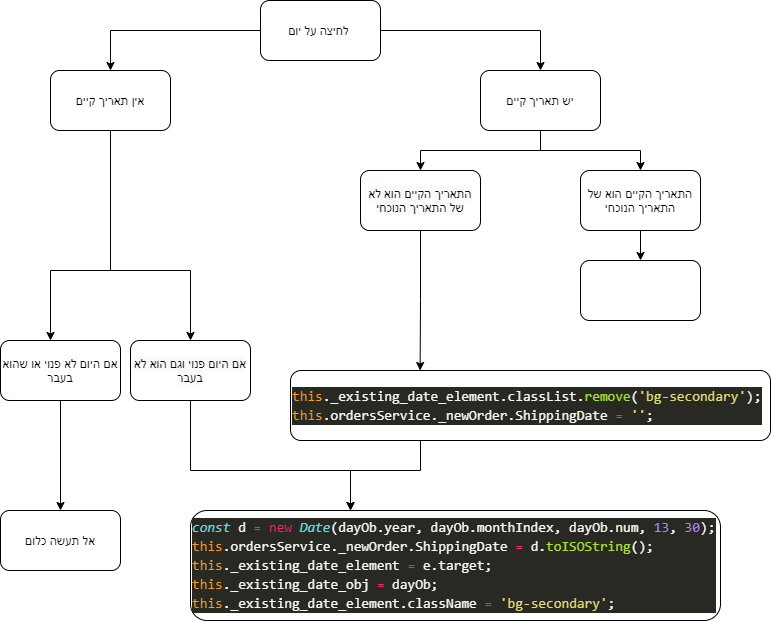 לחיצה על יום
אין תאריך קיים
יש תאריך קיים
התאריך הקיים הוא לא
של התאריך הנוכחי
התאריך הקיים הוא של
התאריך הנוכחי
אם היום לא פנוי או שהוא
בעבר
אם היום פנוי וגם הוא לא
בעבר
this._existing_date_element.classList.remove('bg-secondary');
this.ordersService._newOrder.ShippingDate = '';
אל תעשה כלום
const d = new Date(dayOb.year, dayOb.monthIndex, dayOb.num, 13, 30);
this.ordersService._newOrder.ShippingDate = d.toISOString();
this._existing_date_element = e.target;
this._existing_date_obj = dayOb;
this._existing_date_element.className = 'bg-secondary';